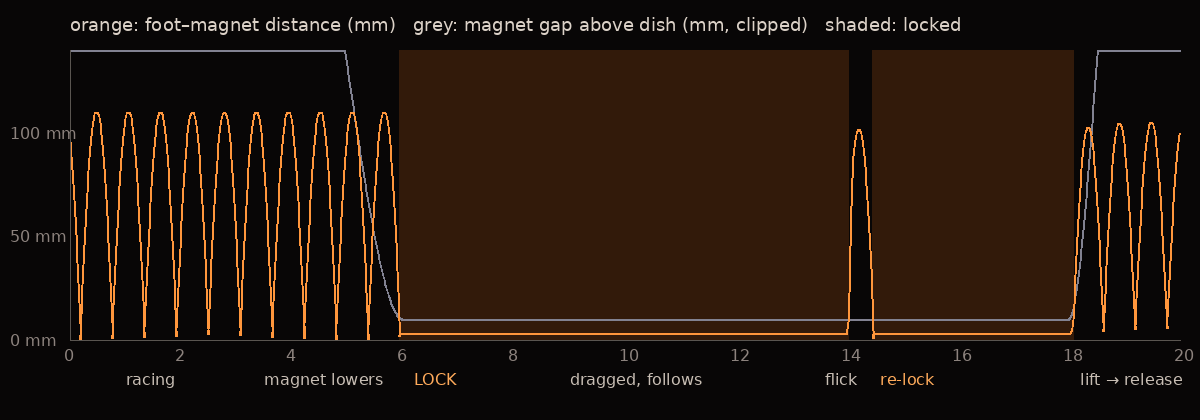 orange: foot–magnet distance (mm) grey: magnet gap above dish (mm, clipped) shaded: locked
100 mm
50 mm
0 mm
0 2 4 6 8 10 12 14 16 18 20
racing magnet lowers LOCK dragged, follows flick re-lock lift → release